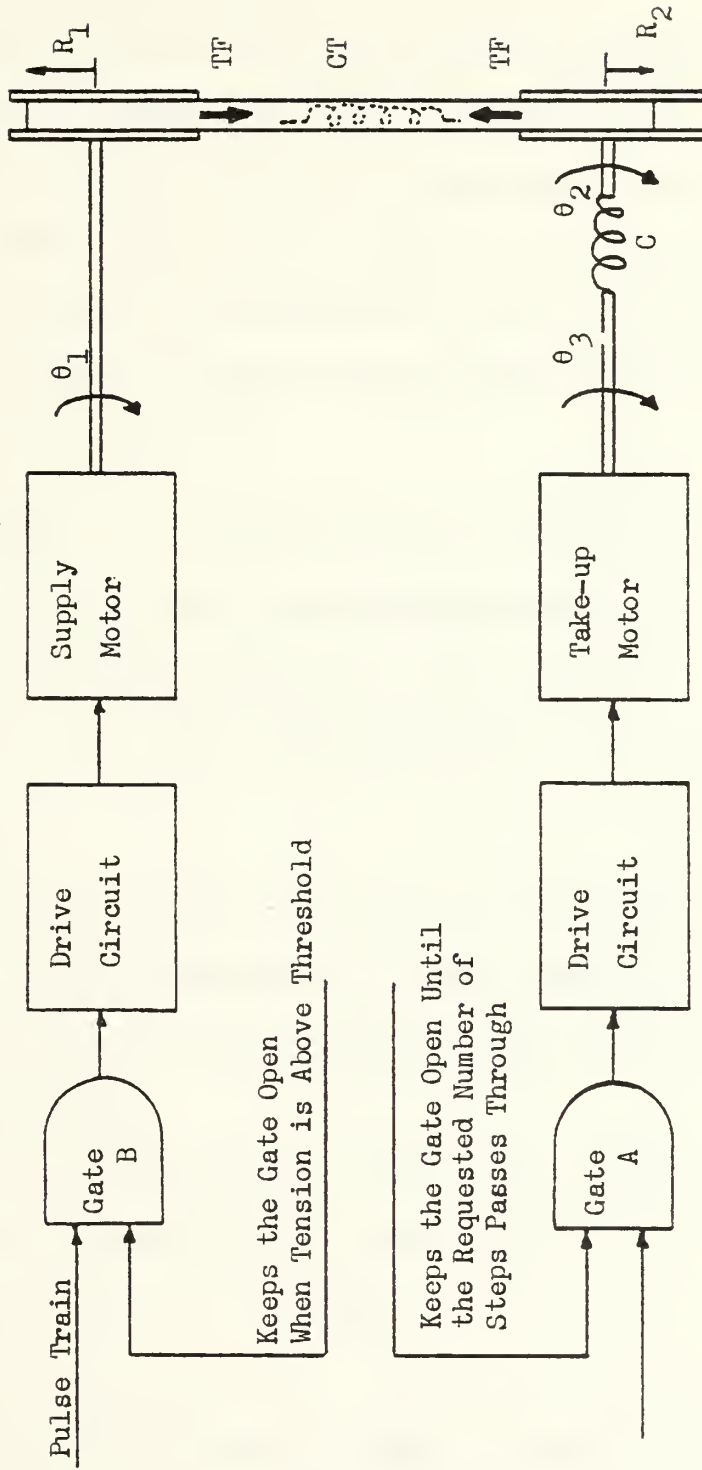 Pulse Train
Gate
B
Drive
Circuit
Supply
Motor
θ1
R1
TF
CT
TF
Keeps the Gate Open
When Tension is Above Threshold
Keeps the Gate Open Until
the Requested Number of
Steps Passes Through
Gate
A
Drive
Circuit
Take-up
Motor
θ3
θ2
C
R2